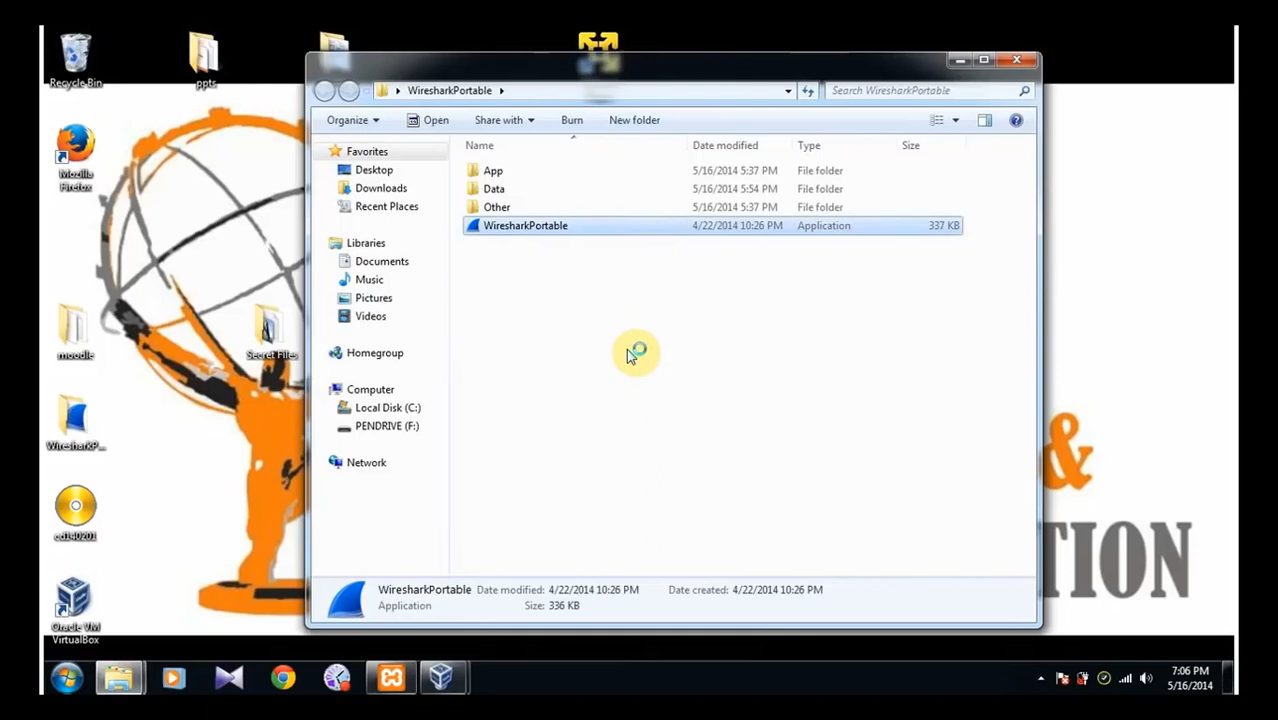 Recycle Bin
ppts
Mozilla
Firefox
moodle
Secret Files
WiresharkP...
cd140201
Oracle VM
VirtualBox
WiresharkPortable
Search WiresharkPortable
Organize
Open
Share with
Burn
New folder
Name Date modified Type Size
App 5/16/2014 5:37 PM File folder
Data 5/16/2014 5:54 PM File folder
Other 5/16/2014 5:37 PM File folder
WiresharkPortable 4/22/2014 10:26 PM Application 337 KB
Favorites
Desktop
Downloads
Recent Places
Libraries
Documents
Music
Pictures
Videos
Homegroup
Computer
Local Disk (C:)
PENDRIVE (F:)
Network
WiresharkPortable Date modified: 4/22/2014 10:26 PM Date created: 4/22/2014 10:26 PM
Application Size: 336 KB
&
TION
7:06 PM
5/16/2014